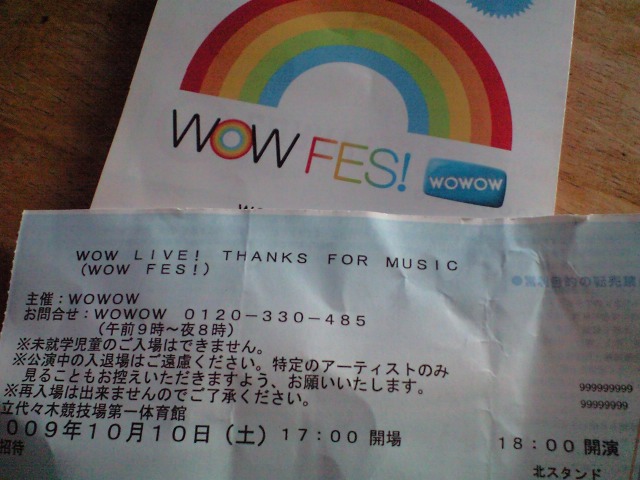 WOW FES!
WOWOW
WOW LIVE! THANKS FOR MUSIC
(WOW FES!)
主催：WOWOW
お問合せ：WOWOW 0120-330-485
(午前9時～夜8時)
※未就学児童のご入場はできません。
※公演中の入退場はご遠慮ください。特定のアーティストのみ
見ることもお控えいただきますよう、お願いいたします。
※再入場は出来ませんのでご了承ください。
立代々木競技場第一体育館
009年10月10日（土）17:00 開場
18:00 開演
招待
北スタンド
999999999
99999999